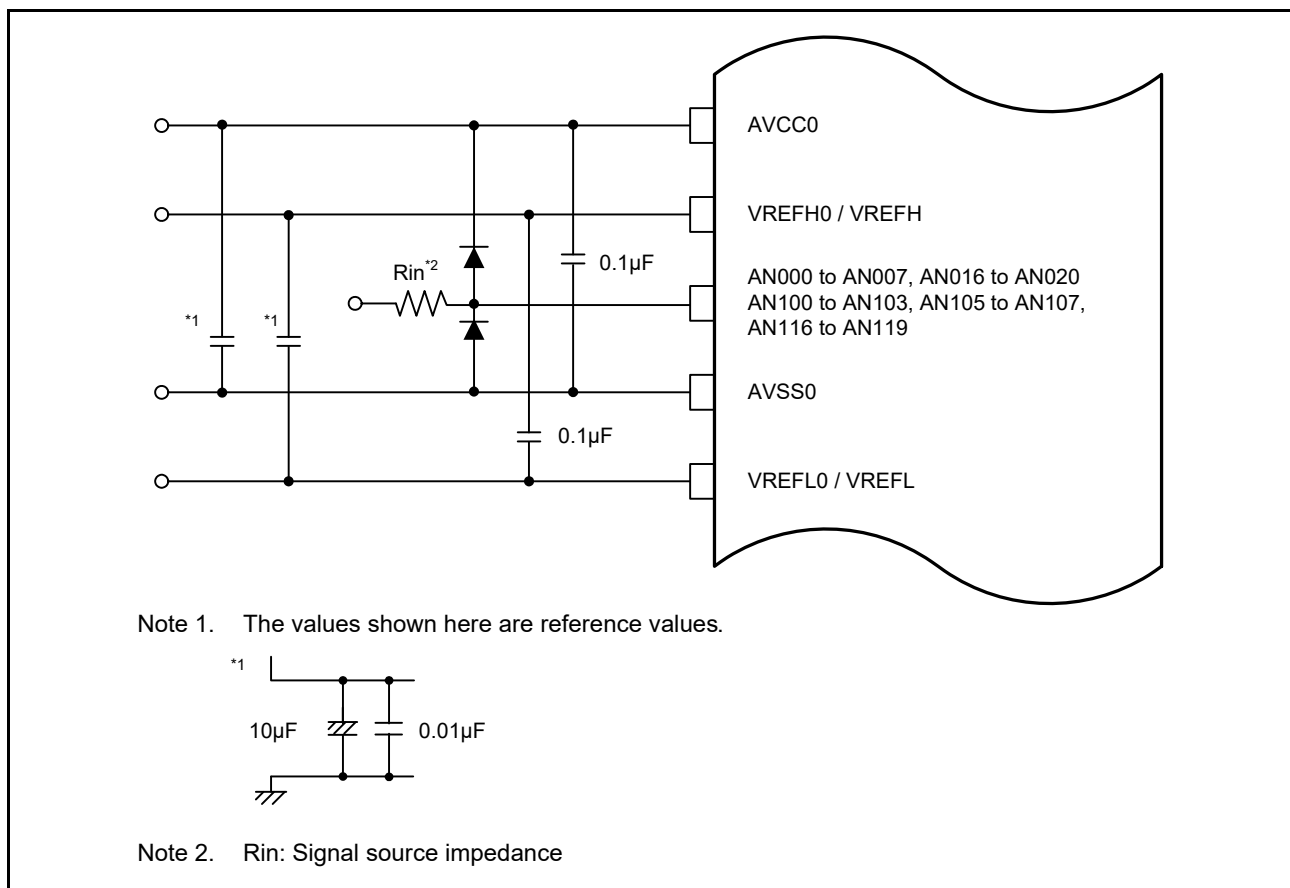 AVCC0
VREFH0 / VREFH
0.1µF
Rin*2
AN000 to AN007, AN016 to AN020
AN100 to AN103, AN105 to AN107,
AN116 to AN119
*1
*1
AVSS0
0.1µF
VREFL0 / VREFL
Note 1. The values shown here are reference values.
*1
10µF
0.01µF
Note 2. Rin: Signal source impedance